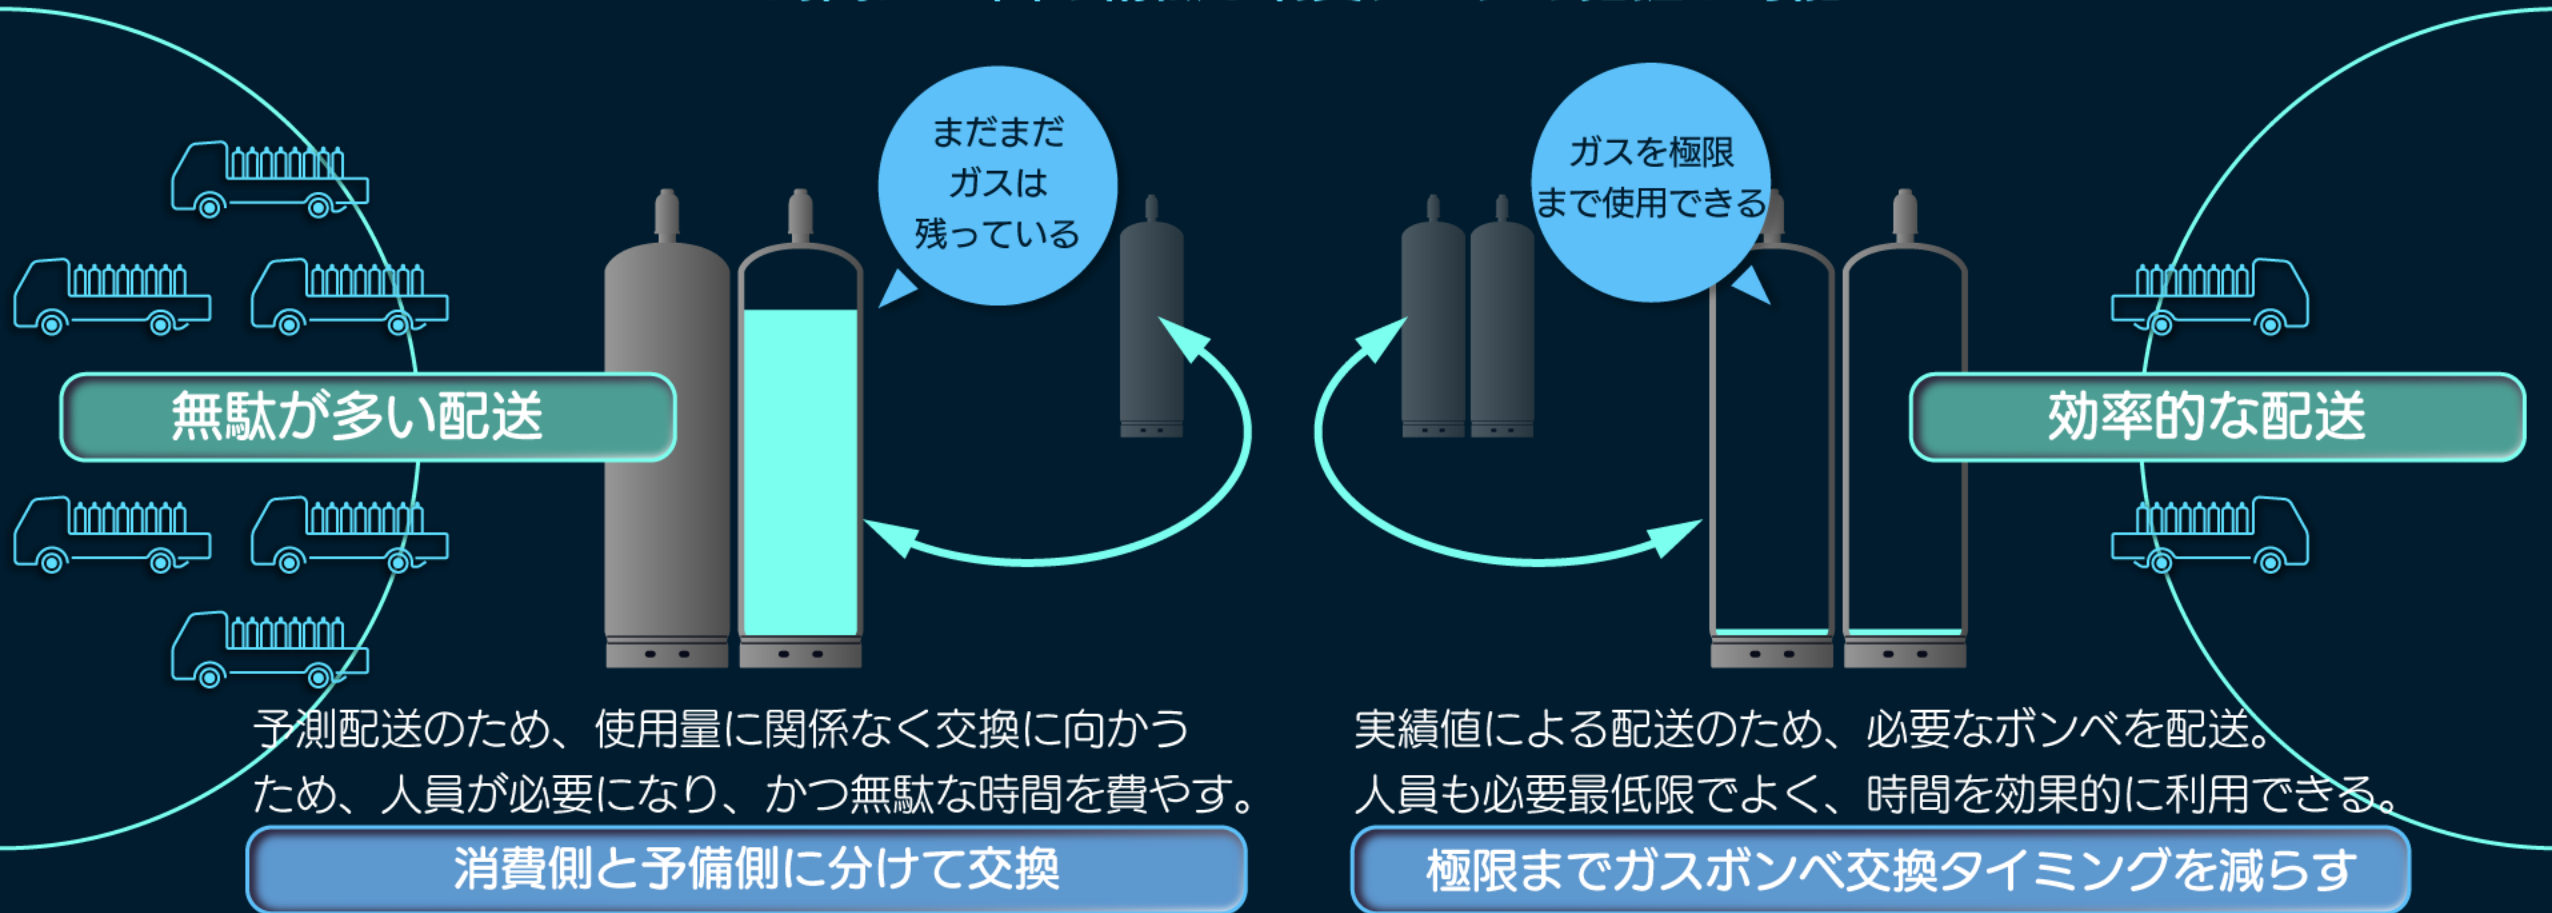 まだまだ
ガスは
残っている
ガスを極限
まで使用できる
無駄が多い配送
効率的な配送
予測配送のため、使用量に関係なく交換に向かう
ため、人員が必要になり、かつ無駄な時間を費やす。
消費側と予備側に分けて交換
実績値による配送のため、必要なボンベを配送。
人員も必要最低限でよく、時間を効果的に利用できる。
極限までガスボンベ交換タイミングを減らす